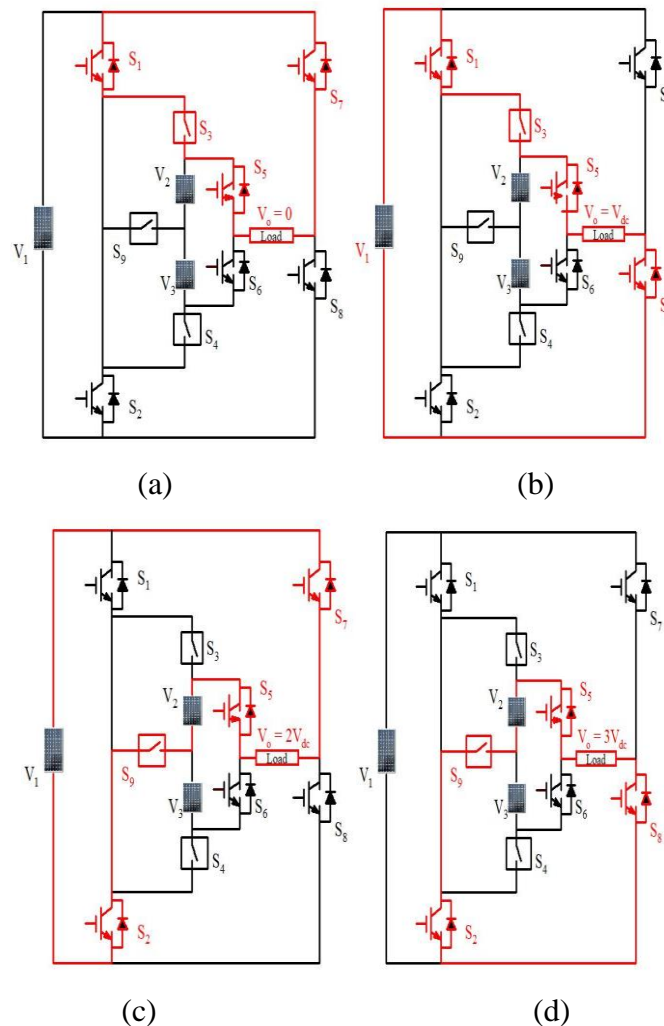 S1
S7
S3
V2
S5
Vo = 0
Load
V1
S9
V3
S6
S8
S4
S2
(a)
S1
S
S3
V2
S5
Vo = Vdc
Load
V1
S9
V3
S6
S
S4
S2
(b)
S1
S7
S3
V2
S5
Vo = 2Vdc
Load
V1
S9
V3
S6
S8
S4
S2
(c)
S1
S7
S3
V2
S5
Vo = 3Vdc
Load
V1
S9
V3
S6
S8
S4
S2
(d)